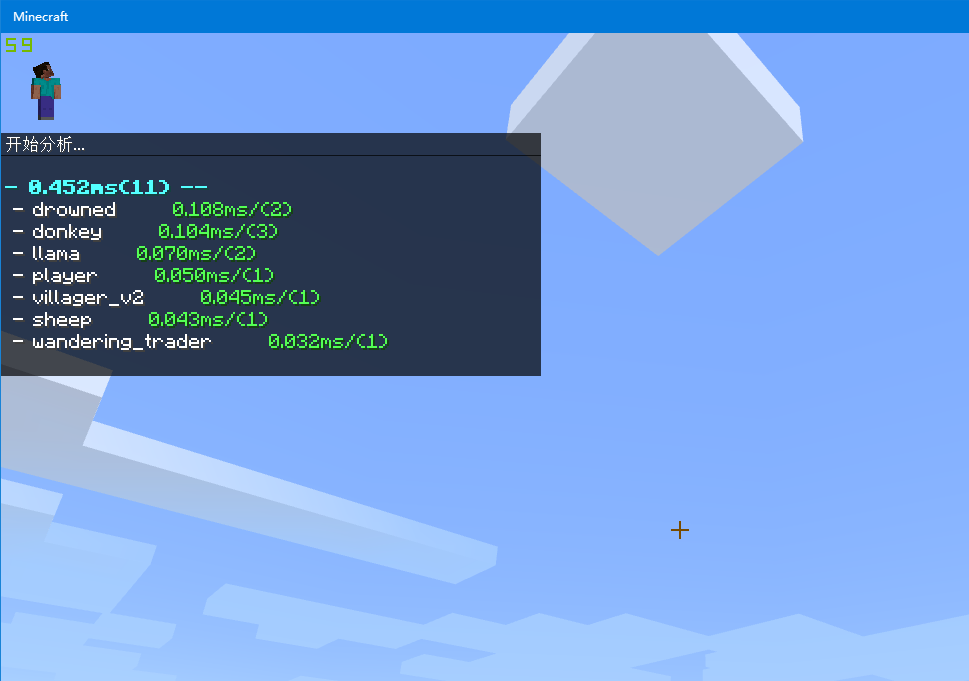 Minecraft
59
开始分析...
- 0.452ms(11) --
- drowned 0.108ms/(2)
- donkey 0.104ms/(3)
- llama 0.070ms/(2)
- player 0.050ms/(1)
- villager_v2 0.045ms/(1)
- sheep 0.043ms/(1)
- wandering_trader 0.032ms/(1)